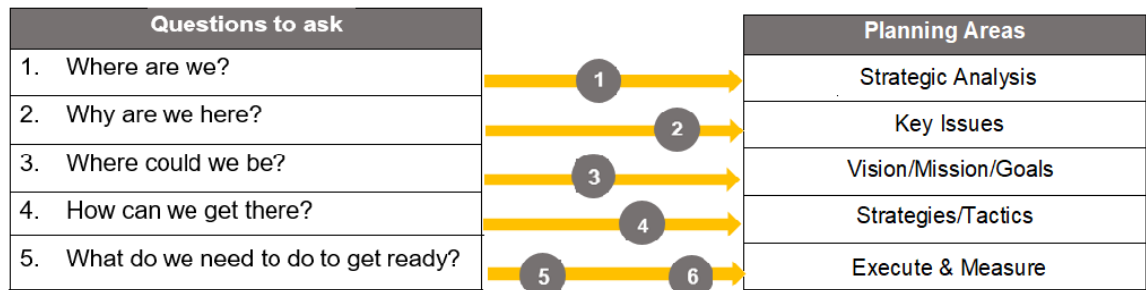 Questions to ask
Planning Areas
1. Where are we?
1
Strategic Analysis
2. Why are we here?
2
Key Issues
3. Where could we be?
3
Vision/Mission/Goals
4. How can we get there?
4
Strategies/Tactics
5. What do we need to do to get ready?
5
6
Execute & Measure